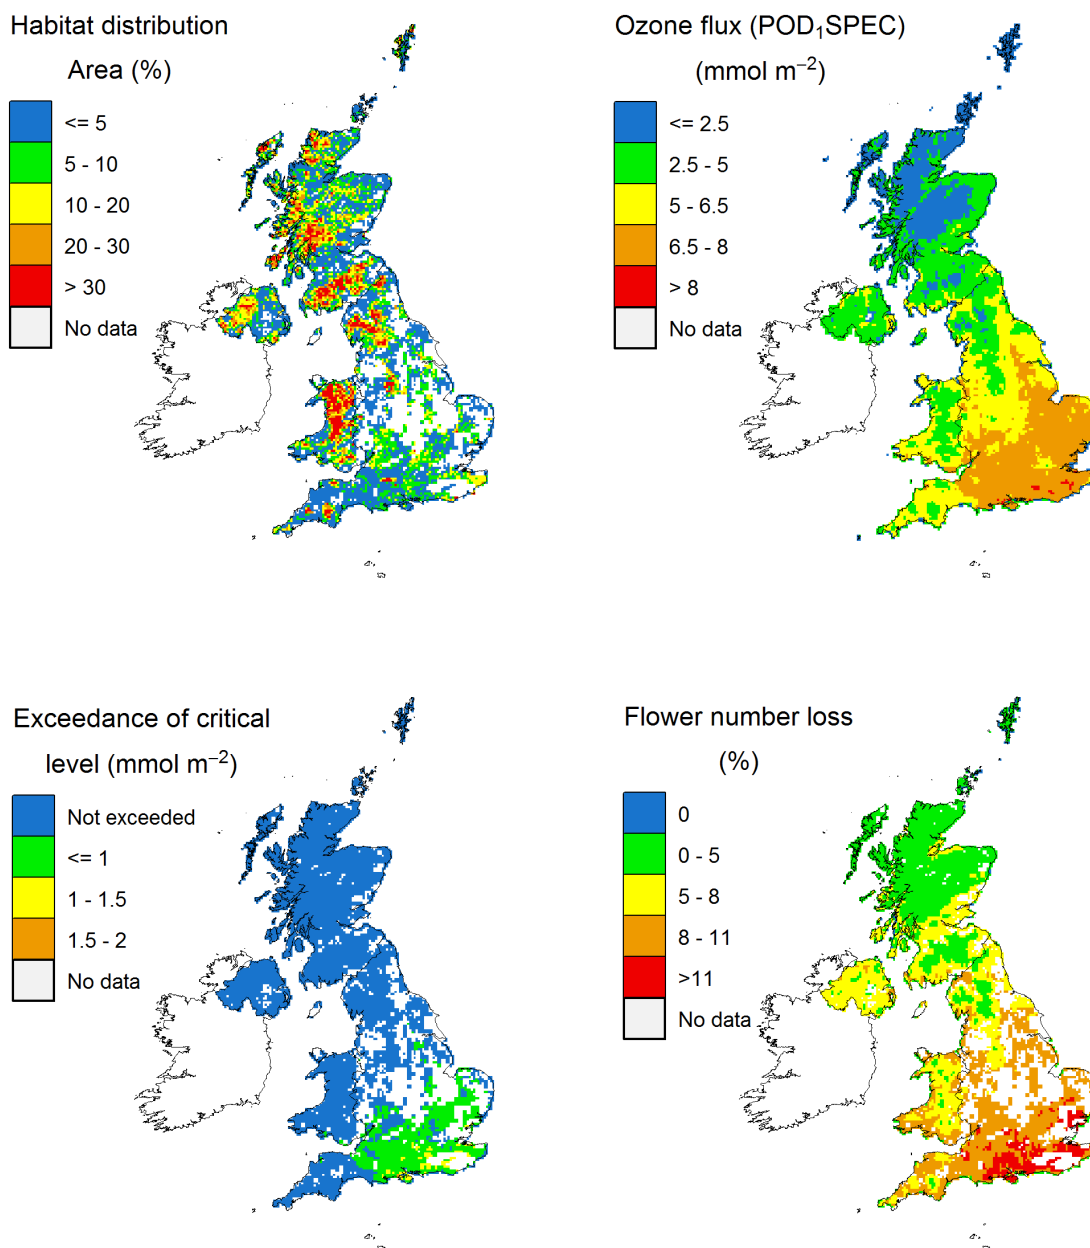 Habitat distribution
Area (%)
<= 5
5 - 10
10 - 20
20 - 30
> 30
No data
Ozone flux (POD₁SPEC)
(mmol m⁻²)
<= 2.5
2.5 - 5
5 - 6.5
6.5 - 8
> 8
No data
Exceedance of critical
level (mmol m⁻²)
Not exceeded
<= 1
1 - 1.5
1.5 - 2
No data
Flower number loss
(%)
0
0 - 5
5 - 8
8 - 11
>11
No data